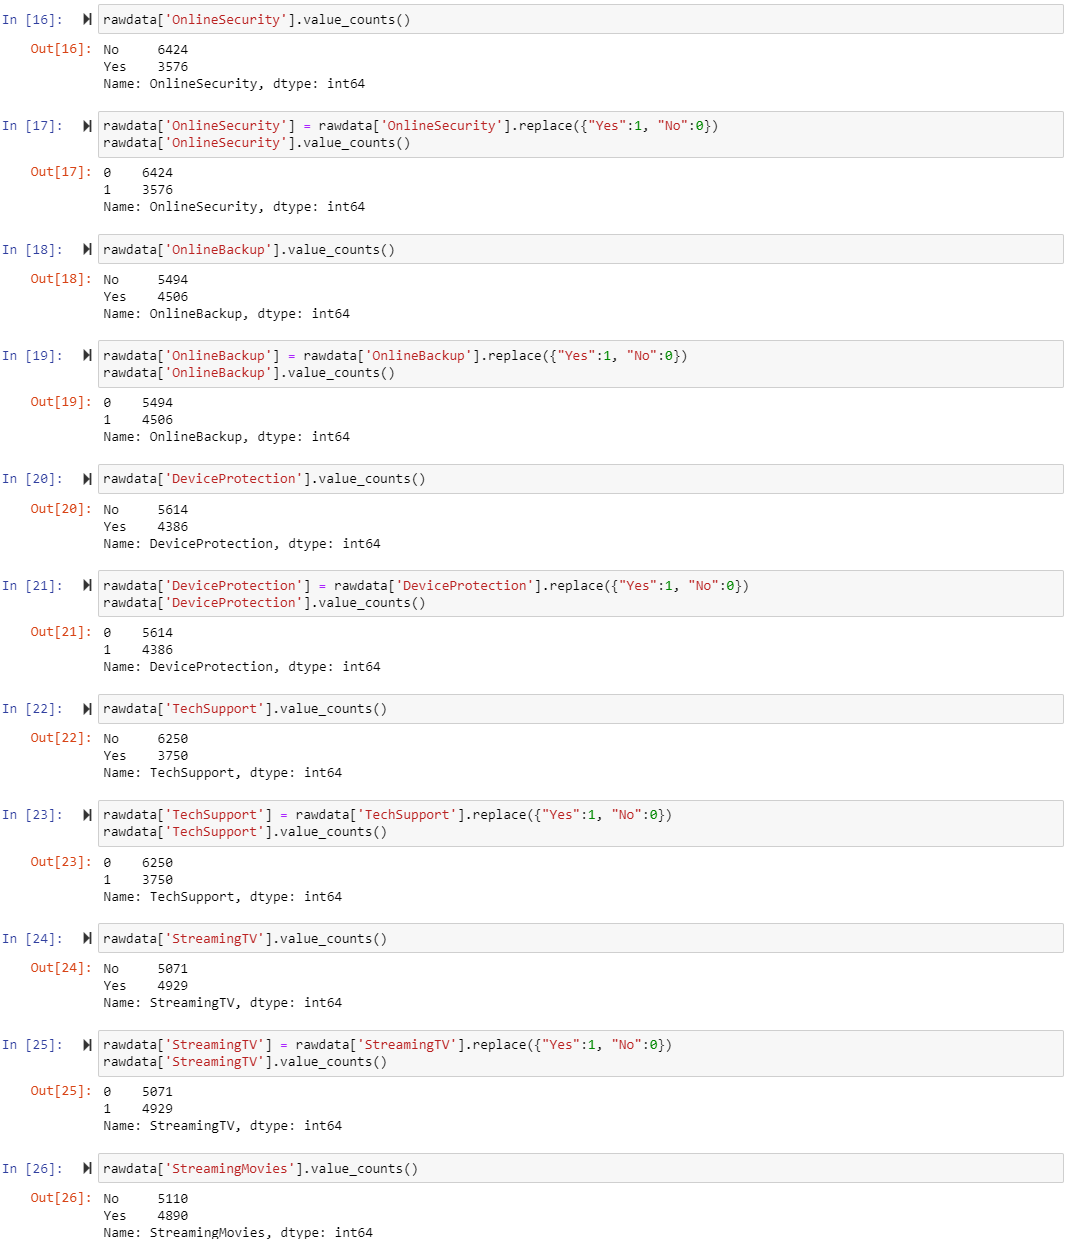 In [16]: rawdata['OnlineSecurity'].value_counts()
Out[16]: No     6424
Yes    3576
Name: OnlineSecurity, dtype: int64
In [17]: rawdata['OnlineSecurity'] = rawdata['OnlineSecurity'].replace({"Yes":1, "No":0})
rawdata['OnlineSecurity'].value_counts()
Out[17]: 0    6424
1    3576
Name: OnlineSecurity, dtype: int64
In [18]: rawdata['OnlineBackup'].value_counts()
Out[18]: No     5494
Yes    4506
Name: OnlineBackup, dtype: int64
In [19]: rawdata['OnlineBackup'] = rawdata['OnlineBackup'].replace({"Yes":1, "No":0})
rawdata['OnlineBackup'].value_counts()
Out[19]: 0    5494
1    4506
Name: OnlineBackup, dtype: int64
In [20]: rawdata['DeviceProtection'].value_counts()
Out[20]: No     5614
Yes    4386
Name: DeviceProtection, dtype: int64
In [21]: rawdata['DeviceProtection'] = rawdata['DeviceProtection'].replace({"Yes":1, "No":0})
rawdata['DeviceProtection'].value_counts()
Out[21]: 0    5614
1    4386
Name: DeviceProtection, dtype: int64
In [22]: rawdata['TechSupport'].value_counts()
Out[22]: No     6250
Yes    3750
Name: TechSupport, dtype: int64
In [23]: rawdata['TechSupport'] = rawdata['TechSupport'].replace({"Yes":1, "No":0})
rawdata['TechSupport'].value_counts()
Out[23]: 0    6250
1    3750
Name: TechSupport, dtype: int64
In [24]: rawdata['StreamingTV'].value_counts()
Out[24]: No     5071
Yes    4929
Name: StreamingTV, dtype: int64
In [25]: rawdata['StreamingTV'] = rawdata['StreamingTV'].replace({"Yes":1, "No":0})
rawdata['StreamingTV'].value_counts()
Out[25]: 0    5071
1    4929
Name: StreamingTV, dtype: int64
In [26]: rawdata['StreamingMovies'].value_counts()
Out[26]: No     5110
Yes    4890
Name: StreamingMovies, dtype: int64